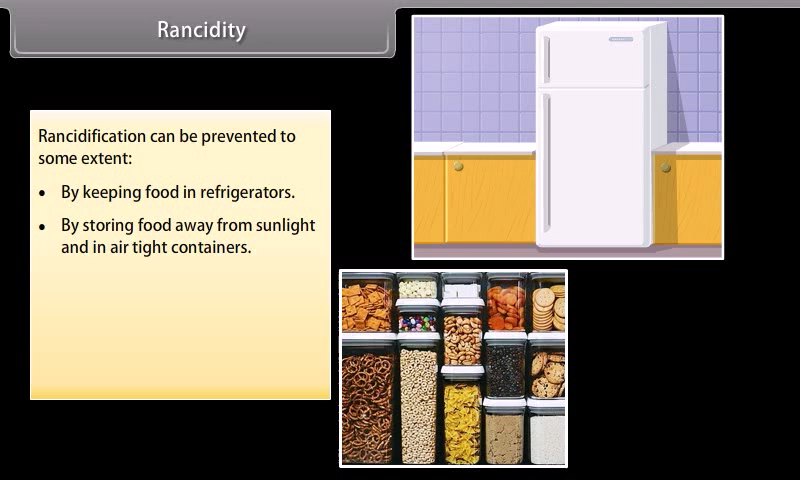 Rancidity
Rancidification can be prevented to
some extent:
• By keeping food in refrigerators.
• By storing food away from sunlight
and in air tight containers.